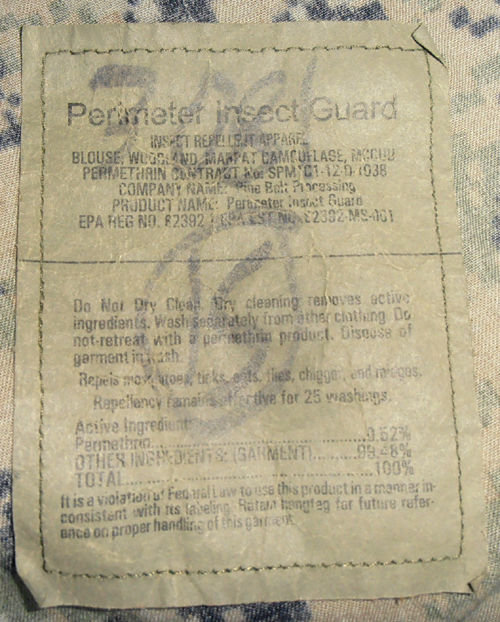 Perimeter Insect Guard
INSECT REPELLENT APPAREL
BLOUSE, WOODLAND, MARPAT CAMOUFLAGE, MCCUU
PERMETHRIN CONTRACT No: SPM1C1-12-D-1038
COMPANY NAME: Pine Belt Processing
PRODUCT NAME: Perimeter Insect Guard
EPA REG NO. 82392-1 EPA EST NO. 82392-MS-001
Do Not Dry Clean. Dry cleaning removes active
ingredients. Wash separately from other clothing. Do
not-retreat with a permethrin product. Dispose of
garment in trash.
Repels mosquitoes, ticks, ants, flies, chiggers, and midges.
Repellency remains effective for 25 washings.
Active Ingredient:
Permethrin..............................0.52%
OTHER INGREDIENTS: (GARMENT)..........99.48%
TOTAL.......................................100%
It is a violation of Federal Law to use this product in a manner in-
consistent with its labeling. Retain hangtag for future refer-
ence on proper handling of this garment.